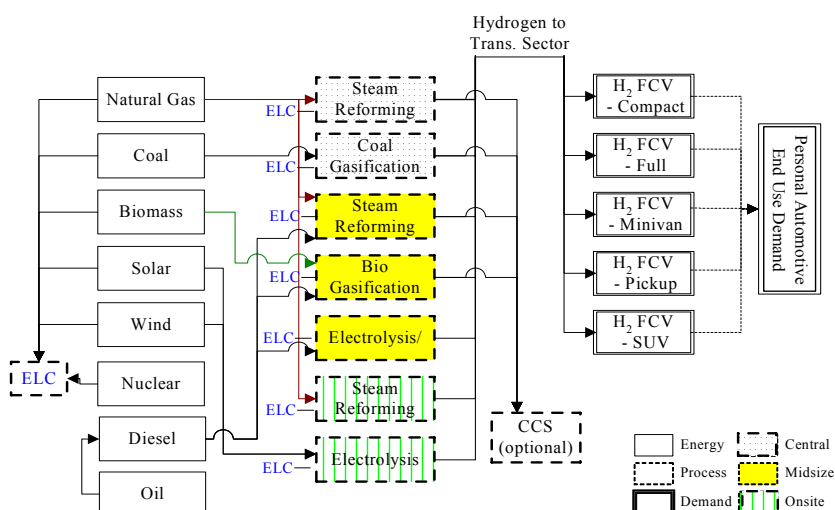 Hydrogen to
Trans. Sector
Natural Gas
Coal
Biomass
Solar
Wind
Nuclear
Diesel
Oil
ELC
Steam
Reforming
ELC
Coal
Gasification
ELC
Steam
Reforming
ELC
Bio
Gasification
ELC
Electrolysis/
ELC
Steam
Reforming
ELC
Electrolysis
ELC
CCS
(optional)
H2 FCV
- Compact
H2 FCV
- Full
H2 FCV
- Minivan
H2 FCV
- Pickup
H2 FCV
- SUV
Personal Automotive
End Use Demand
Energy
Central
Process
Midsize
Demand
Onsite